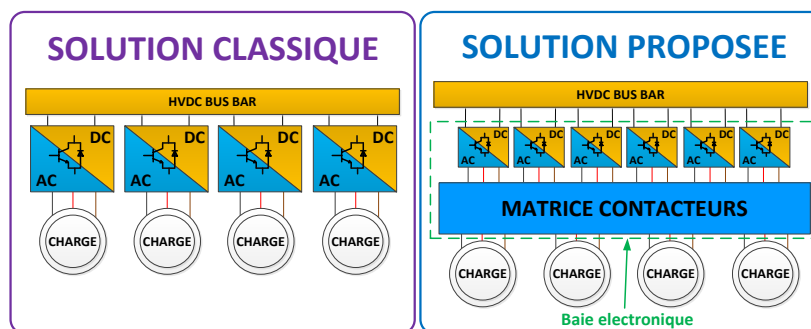 SOLUTION CLASSIQUE
HVDC BUS BAR
DC DC DC DC
AC AC AC AC
CHARGE CHARGE CHARGE CHARGE
SOLUTION PROPOSEE
HVDC BUS BAR
DC DC DC DC DC DC
AC AC AC AC AC AC
MATRICE CONTACTEURS
CHARGE CHARGE CHARGE CHARGE
Baie electronique